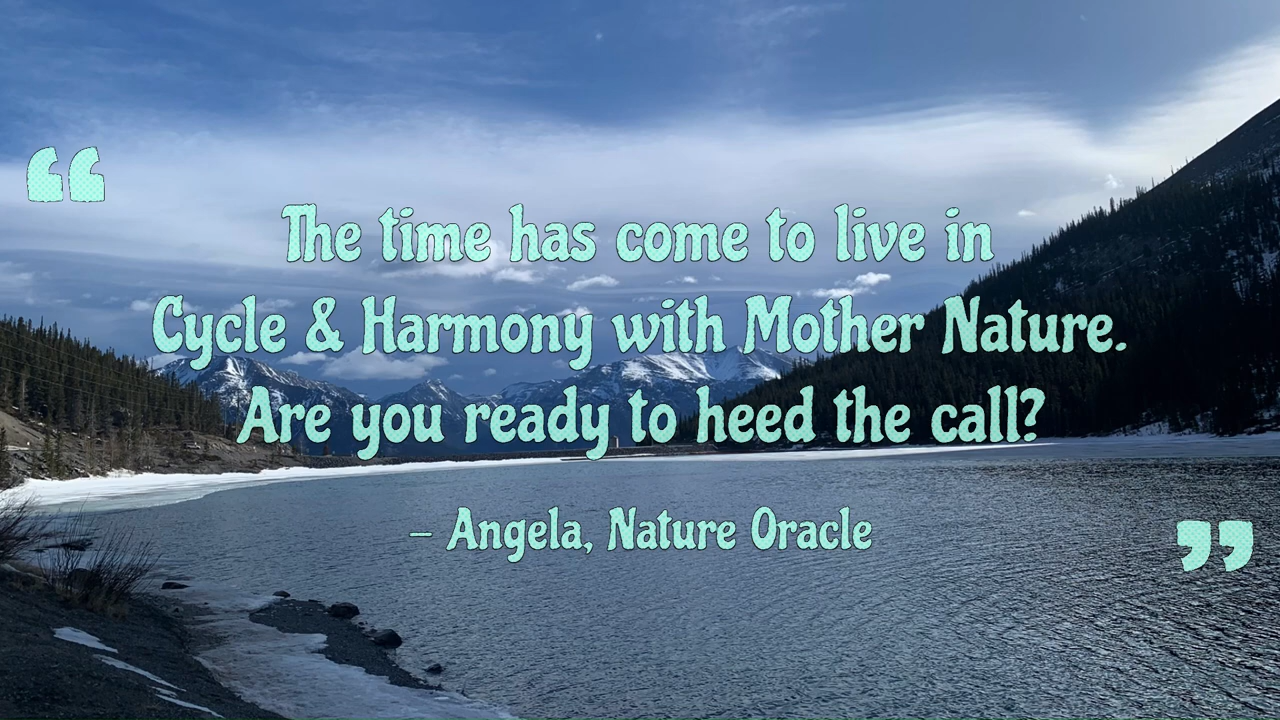 “
The time has come to live in
Cycle & Harmony with Mother Nature.
Are you ready to heed the call?
– Angela, Nature Oracle
”